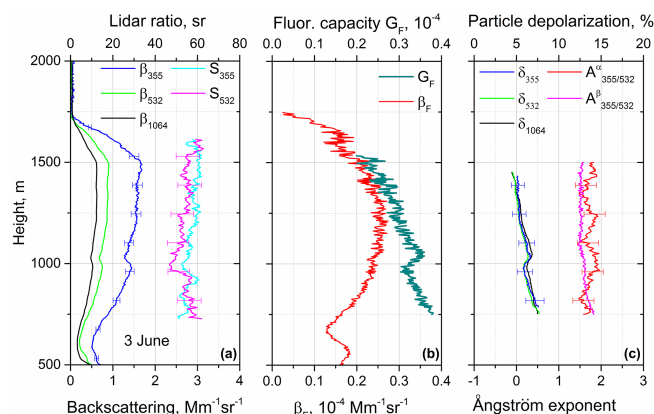 Lidar ratio, sr
Fluor. capacity G_F, 10^-4
Particle depolarization, %
0 20 40 60 80
0.0 0.1 0.2 0.3 0.4
0 5 10 15 20
2000
1500
1000
500
Height, m
β355 S355
β532 S532
β1064
G_F
β_F
δ355 A^α 355/532
δ532 A^β 355/532
δ1064
3 June
(a)
(b)
(c)
0 1 2 3 4
0.0 0.1 0.2 0.3 0.4
-1 0 1 2 3
Backscattering, Mm^-1sr^-1
10^-4 Mm^-1sr^-1
Ångström exponent